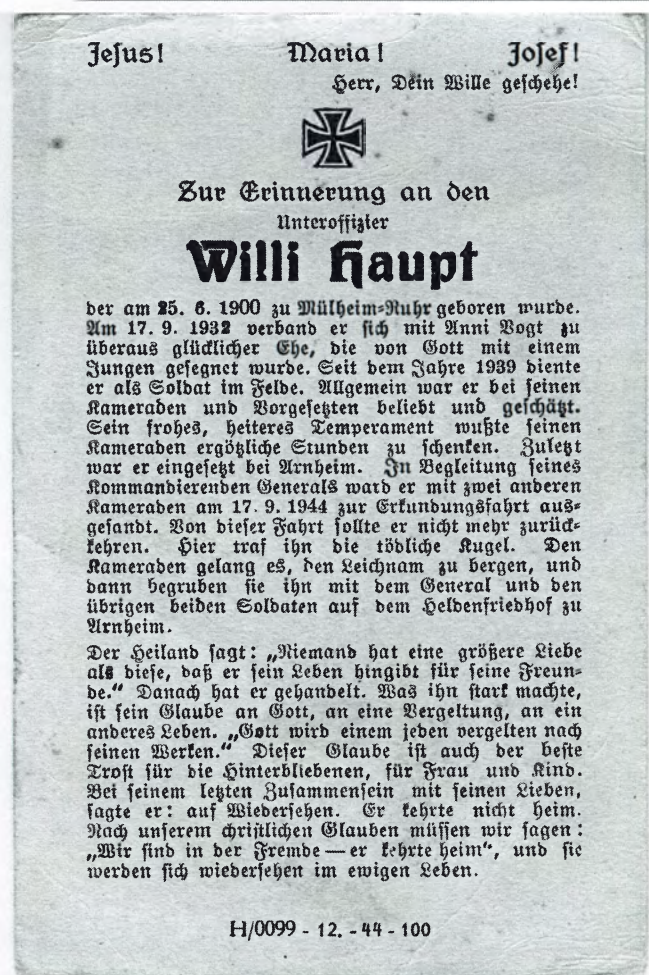 Jesus! Maria! Josef!
Herr, Dein Wille geschehe!
Zur Erinnerung an den
Unteroffizier
Willi Haupt
der am 25. 6. 1900 zu Mülheim-Ruhr geboren wurde.
Am 17. 9. 1932 verband er sich mit Anni Vogt zu
überaus glücklicher Ehe, die von Gott mit einem
Jungen gesegnet wurde. Seit dem Jahre 1939 diente
er als Soldat im Felde. Allgemein war er bei seinen
Kameraden und Vorgesetzten beliebt und geschätzt.
Sein frohes, heiteres Temperament wußte seinen
Kameraden ergötzliche Stunden zu schenken. Zuletzt
war er eingesetzt bei Arnheim. In Begleitung seines
Kommandierenden Generals ward er mit zwei anderen
Kameraden am 17. 9. 1944 zur Erkundungsfahrt aus-
gesandt. Von dieser Fahrt sollte er nicht mehr zurück-
kehren. Hier traf ihn die tödliche Kugel. Den
Kameraden gelang es, den Leichnam zu bergen, und
dann begruben sie ihn mit dem General und den
übrigen beiden Soldaten auf dem Heldenfriedhof zu
Arnheim.
Der Heiland sagt: „Niemand hat eine größere Liebe
als diese, daß er sein Leben hingibt für seine Freun-
de.“ Danach hat er gehandelt. Was ihn stark machte,
ist sein Glaube an Gott, an eine Vergeltung, an ein
anderes Leben. „Gott wird einem jeden vergelten nach
seinen Werken.“ Dieser Glaube ist auch der beste
Trost für die Hinterbliebenen, für Frau und Kind.
Bei seinem letzten Zusammensein mit seinen Lieben,
sagte er: auf Wiedersehen. Er kehrte nicht heim.
Nach unserem christlichen Glauben müssen wir sagen:
„Wir sind in der Fremde — er kehrte heim“, und sie
werden sich wiedersehen im ewigen Leben.
H/0099 - 12. - 44 - 100